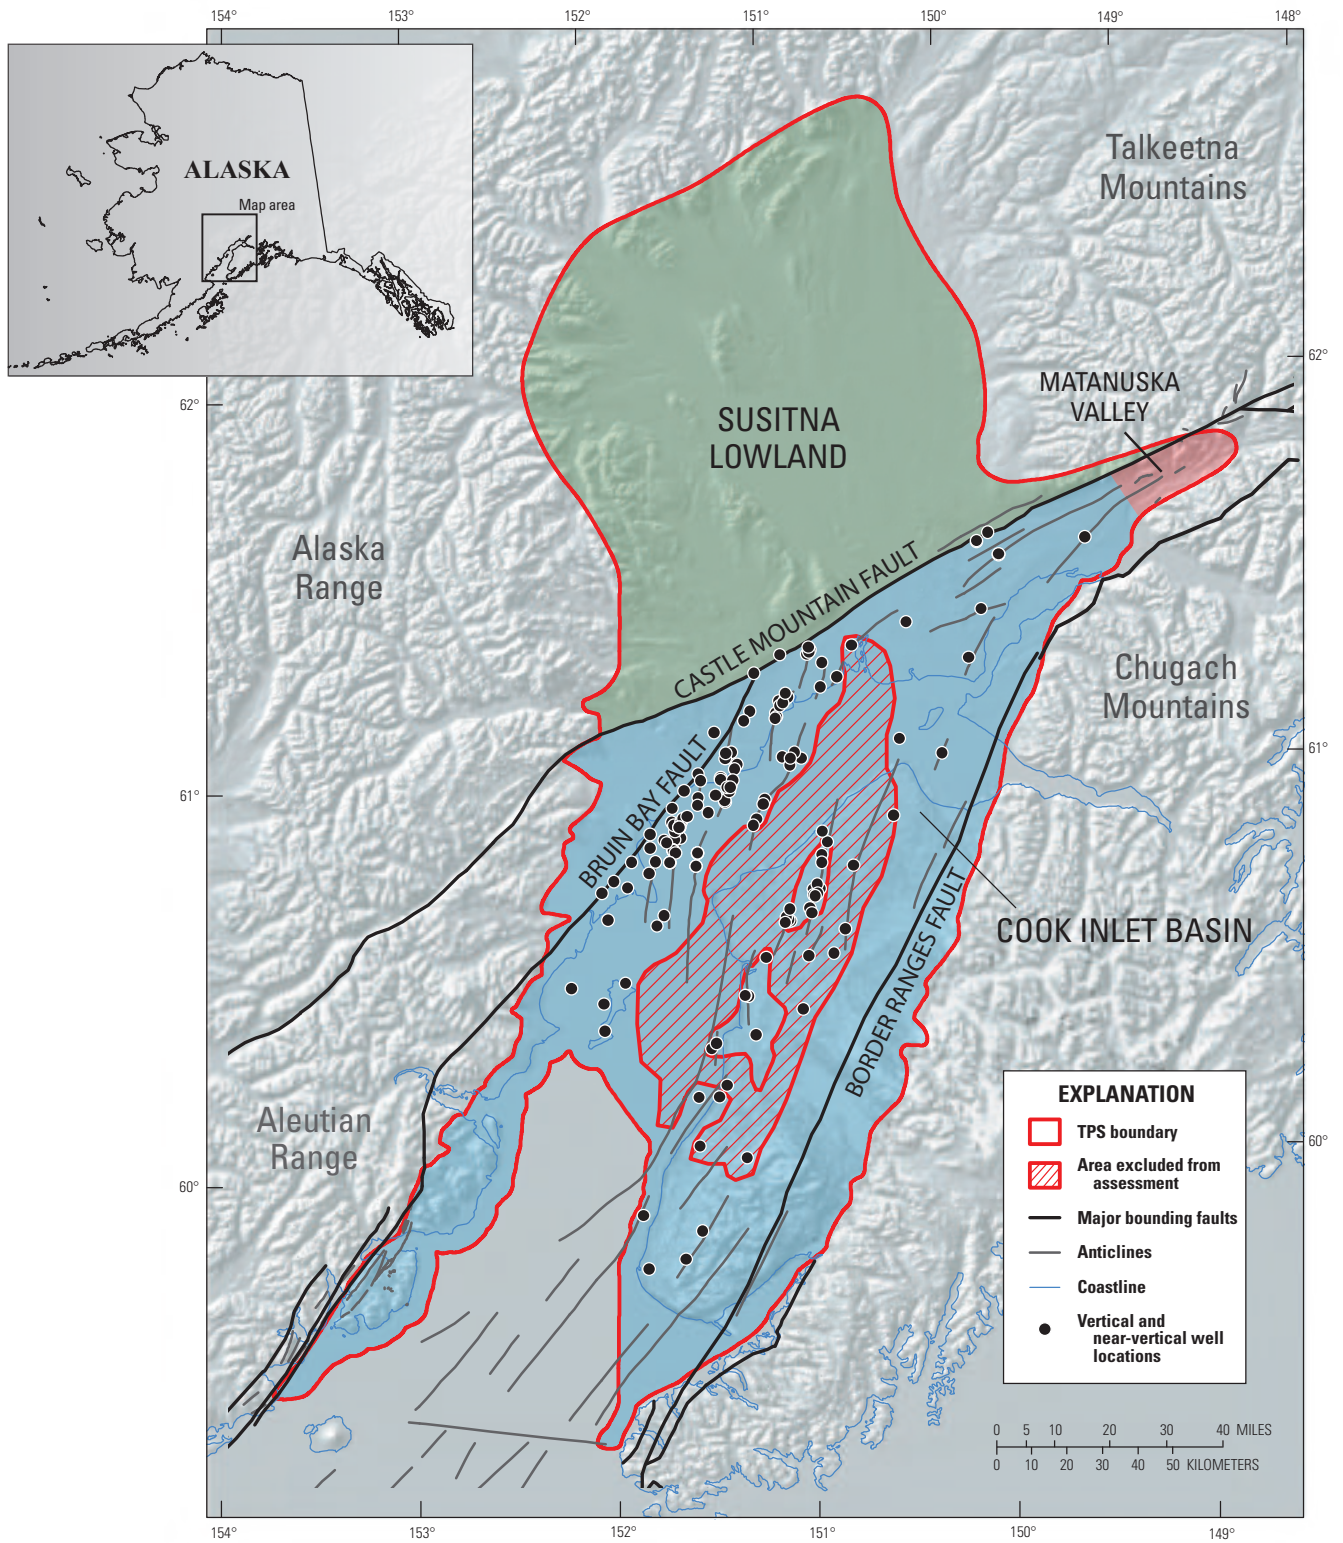 154°
153°
152°
151°
150°
149°
148°
ALASKA
Map area
Talkeetna
Mountains
62°
62°
MATANUSKA
VALLEY
SUSITNA
LOWLAND
Alaska
Range
CASTLE MOUNTAIN FAULT
Chugach
Mountains
61°
61°
BRUIN BAY FAULT
COOK INLET BASIN
BORDER RANGES FAULT
Aleutian
Range
60°
60°
EXPLANATION
TPS boundary
Area excluded from
assessment
Major bounding faults
Anticlines
Coastline
Vertical and
near-vertical well
locations
0 5 10 20 30 40 MILES
0 10 20 30 40 50 KILOMETERS
154°
153°
152°
151°
150°
149°